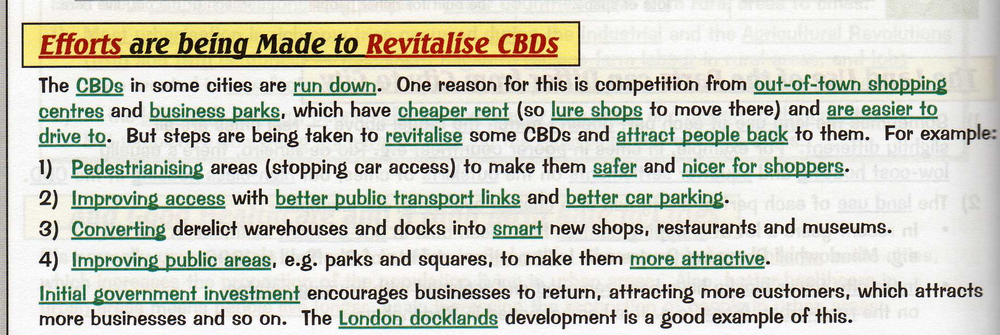 Efforts are being Made to Revitalise CBDs
The CBDs in some cities are run down. One reason for this is competition from out-of-town shopping
centres and business parks, which have cheaper rent (so lure shops to move there) and are easier to
drive to. But steps are being taken to revitalise some CBDs and attract people back to them. For example:
1) Pedestrianising areas (stopping car access) to make them safer and nicer for shoppers.
2) Improving access with better public transport links and better car parking.
3) Converting derelict warehouses and docks into smart new shops, restaurants and museums.
4) Improving public areas, e.g. parks and squares, to make them more attractive.
Initial government investment encourages businesses to return, attracting more customers, which attracts
more businesses and so on. The London docklands development is a good example of this.